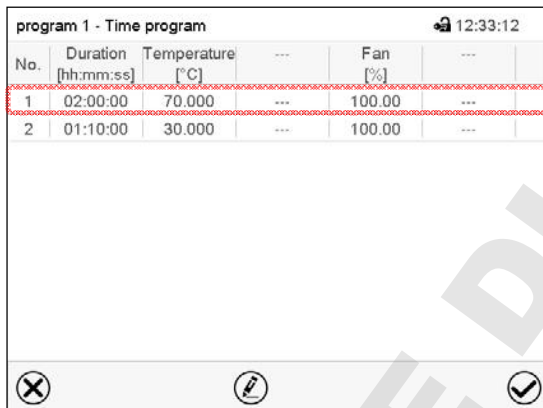 program 1 - Time program 12:33:12
No. Duration [hh:mm:ss] Temperature [°C] --- Fan [%] ---
1 02:00:00 70.000 --- 100.00 ---
2 01:10:00 30.000 --- 100.00 ---